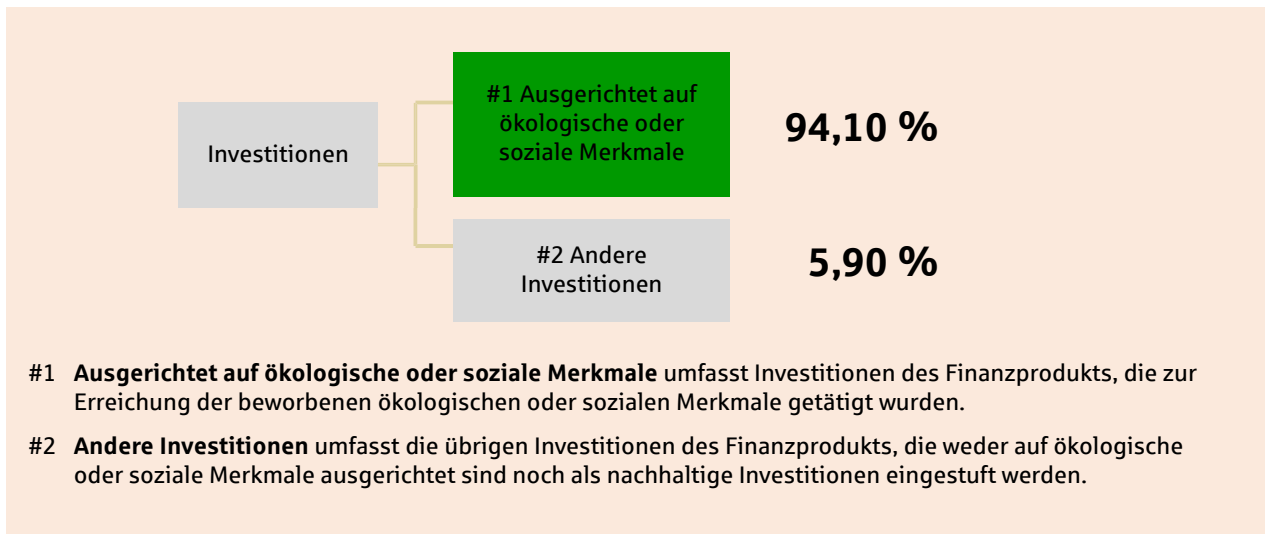 Investitionen
#1 Ausgerichtet auf
ökologische oder
soziale Merkmale
94,10 %
#2 Andere
Investitionen
5,90 %
#1 Ausgerichtet auf ökologische oder soziale Merkmale umfasst Investitionen des Finanzprodukts, die zur
Erreichung der beworbenen ökologischen oder sozialen Merkmale getätigt wurden.
#2 Andere Investitionen umfasst die übrigen Investitionen des Finanzprodukts, die weder auf ökologische
oder soziale Merkmale ausgerichtet sind noch als nachhaltige Investitionen eingestuft werden.